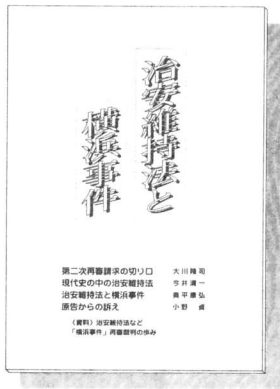 治安維持法と
横浜事件
第二次再審請求の切り口 大川隆司
現代史の中の治安維持法 今井清一
治安維持法と横浜事件 奥平康弘
原告からの訴え 小野 貞
(資料)治安維持法など
「横浜事件」再審裁判の歩み